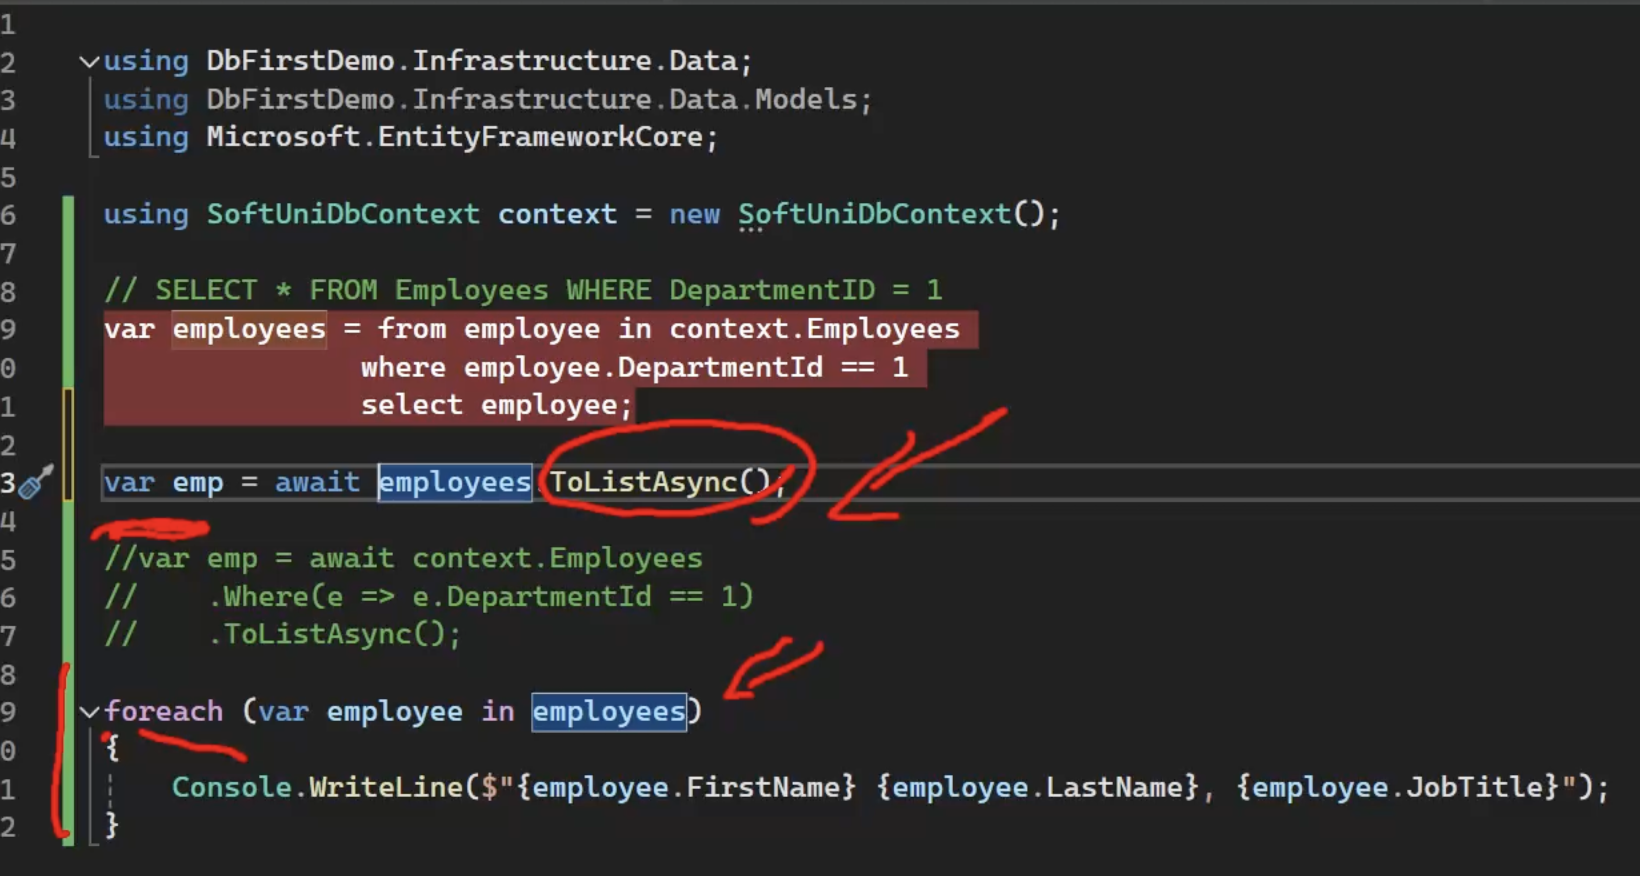 1
2 using DbFirstDemo.Infrastructure.Data;
3 using DbFirstDemo.Infrastructure.Data.Models;
4 using Microsoft.EntityFrameworkCore;
5
6 using SoftUniDbContext context = new SoftUniDbContext();
7
8 // SELECT * FROM Employees WHERE DepartmentID = 1
9 var employees = from employee in context.Employees
0 where employee.DepartmentId == 1
1 select employee;
2
3 var emp = await employees.ToListAsync();
4
5 //var emp = await context.Employees
6 //    .Where(e => e.DepartmentId == 1)
7 //    .ToListAsync();
8
9 foreach (var employee in employees)
0 {
1     Console.WriteLine($"{employee.FirstName} {employee.LastName}, {employee.JobTitle}");
2 }